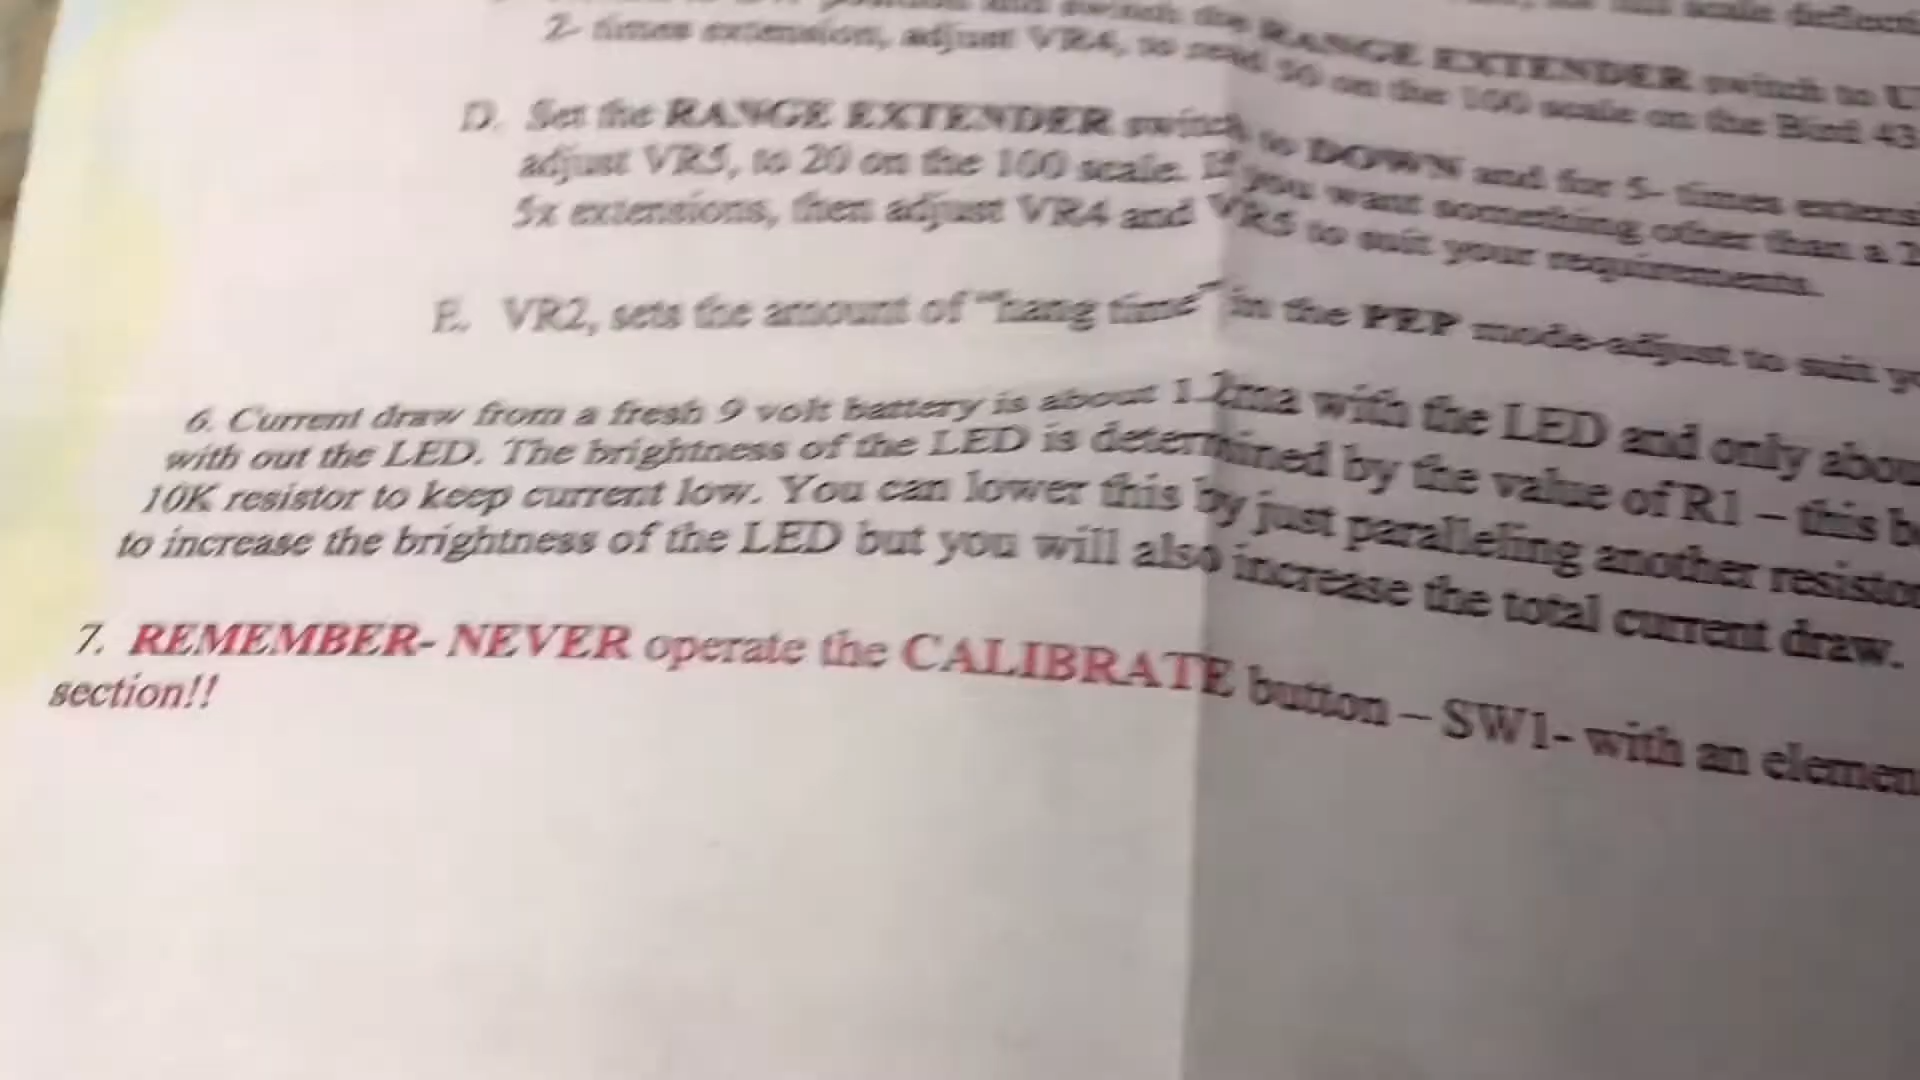 switch the RANGE EXTENDER switch to
2- times extension, adjust VR4, to read 50 on the 100 scale on the Bird 43
D. Set the RANGE EXTENDER switch to DOWN and for 5- times
adjust VR5, to 20 on the 100 scale. If you want something other than a
5x extensions, then adjust VR4 and VR5 to suit your requirements.
E. VR2, sets the amount of "hang time" in the PEP mode-adjust to suit
6. Current draw from a fresh 9 volt battery is about 1.2ma with the LED and only
with out the LED. The brightness of the LED is determined by the value of R1 – this
10K resistor to keep current low. You can lower this by just paralleling another
to increase the brightness of the LED but you will also increase the total current draw.
7. REMEMBER- NEVER operate the CALIBRATE button – SW1- with an
section!!